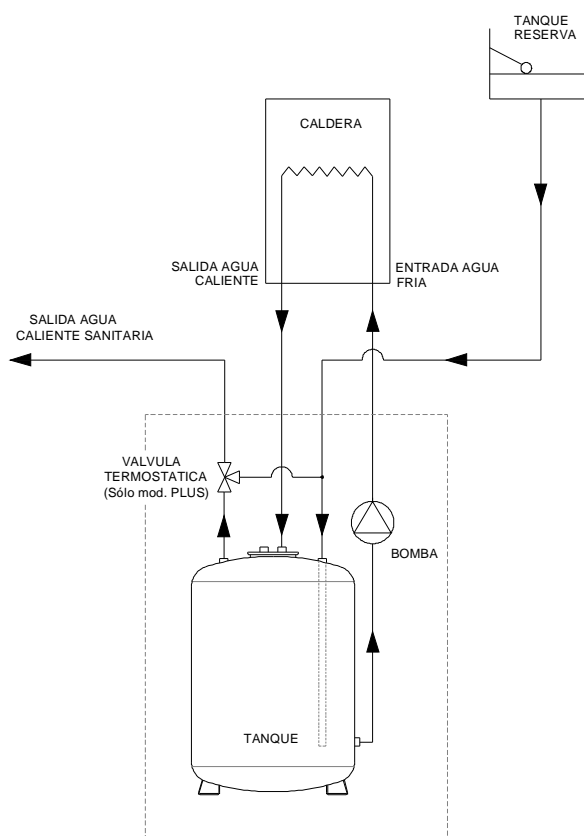 TANQUE
RESERVA
CALDERA
SALIDA AGUA
CALIENTE
ENTRADA AGUA
FRIA
SALIDA AGUA
CALIENTE SANITARIA
VALVULA
TERMOSTATICA
(Sólo mod. PLUS)
BOMBA
TANQUE